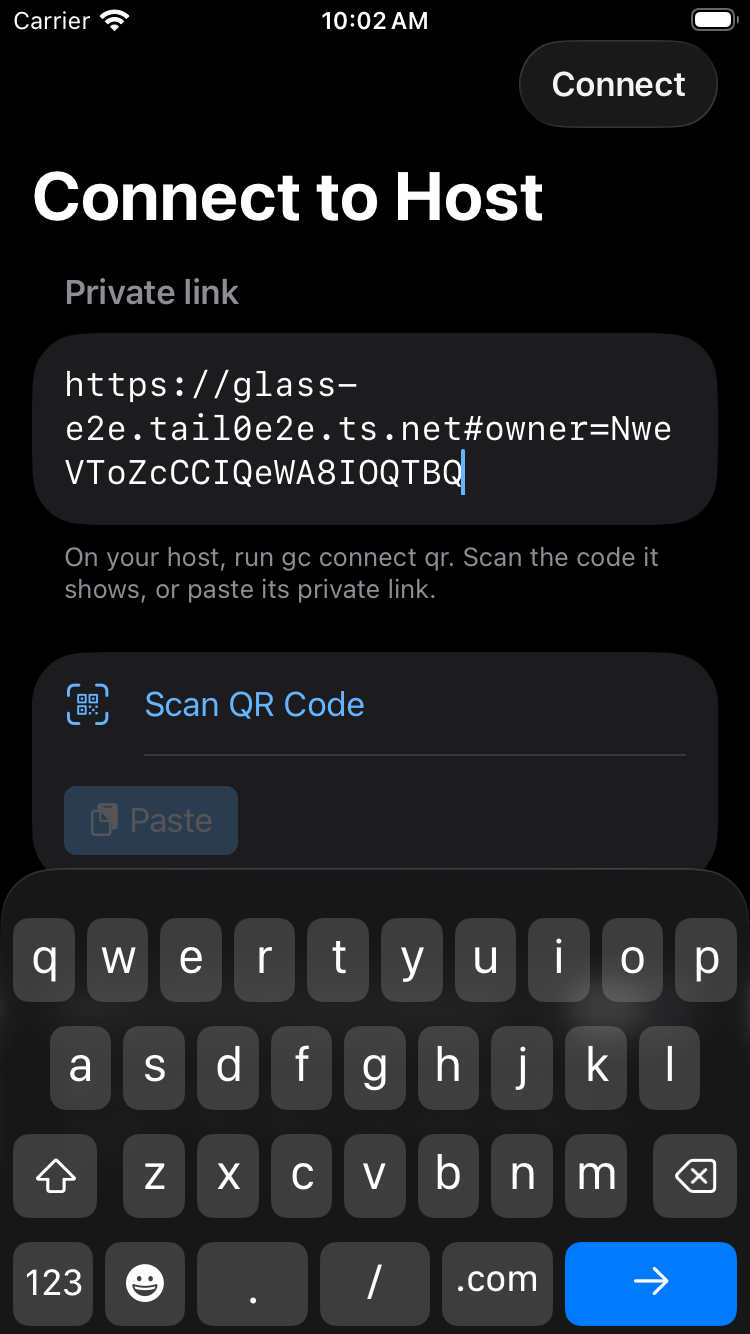 Carrier 10:02 AM
Connect
Connect to Host
Private link
https://glass-
e2e.tail0e2e.ts.net#owner=Nwe
VToZcCCIQeWA8IOQTBQ
On your host, run gc connect qr. Scan the code it
shows, or paste its private link.
Scan QR Code
Paste
q w e r t y u i o p
a s d f g h j k l
z x c v b n m
123 . / .com